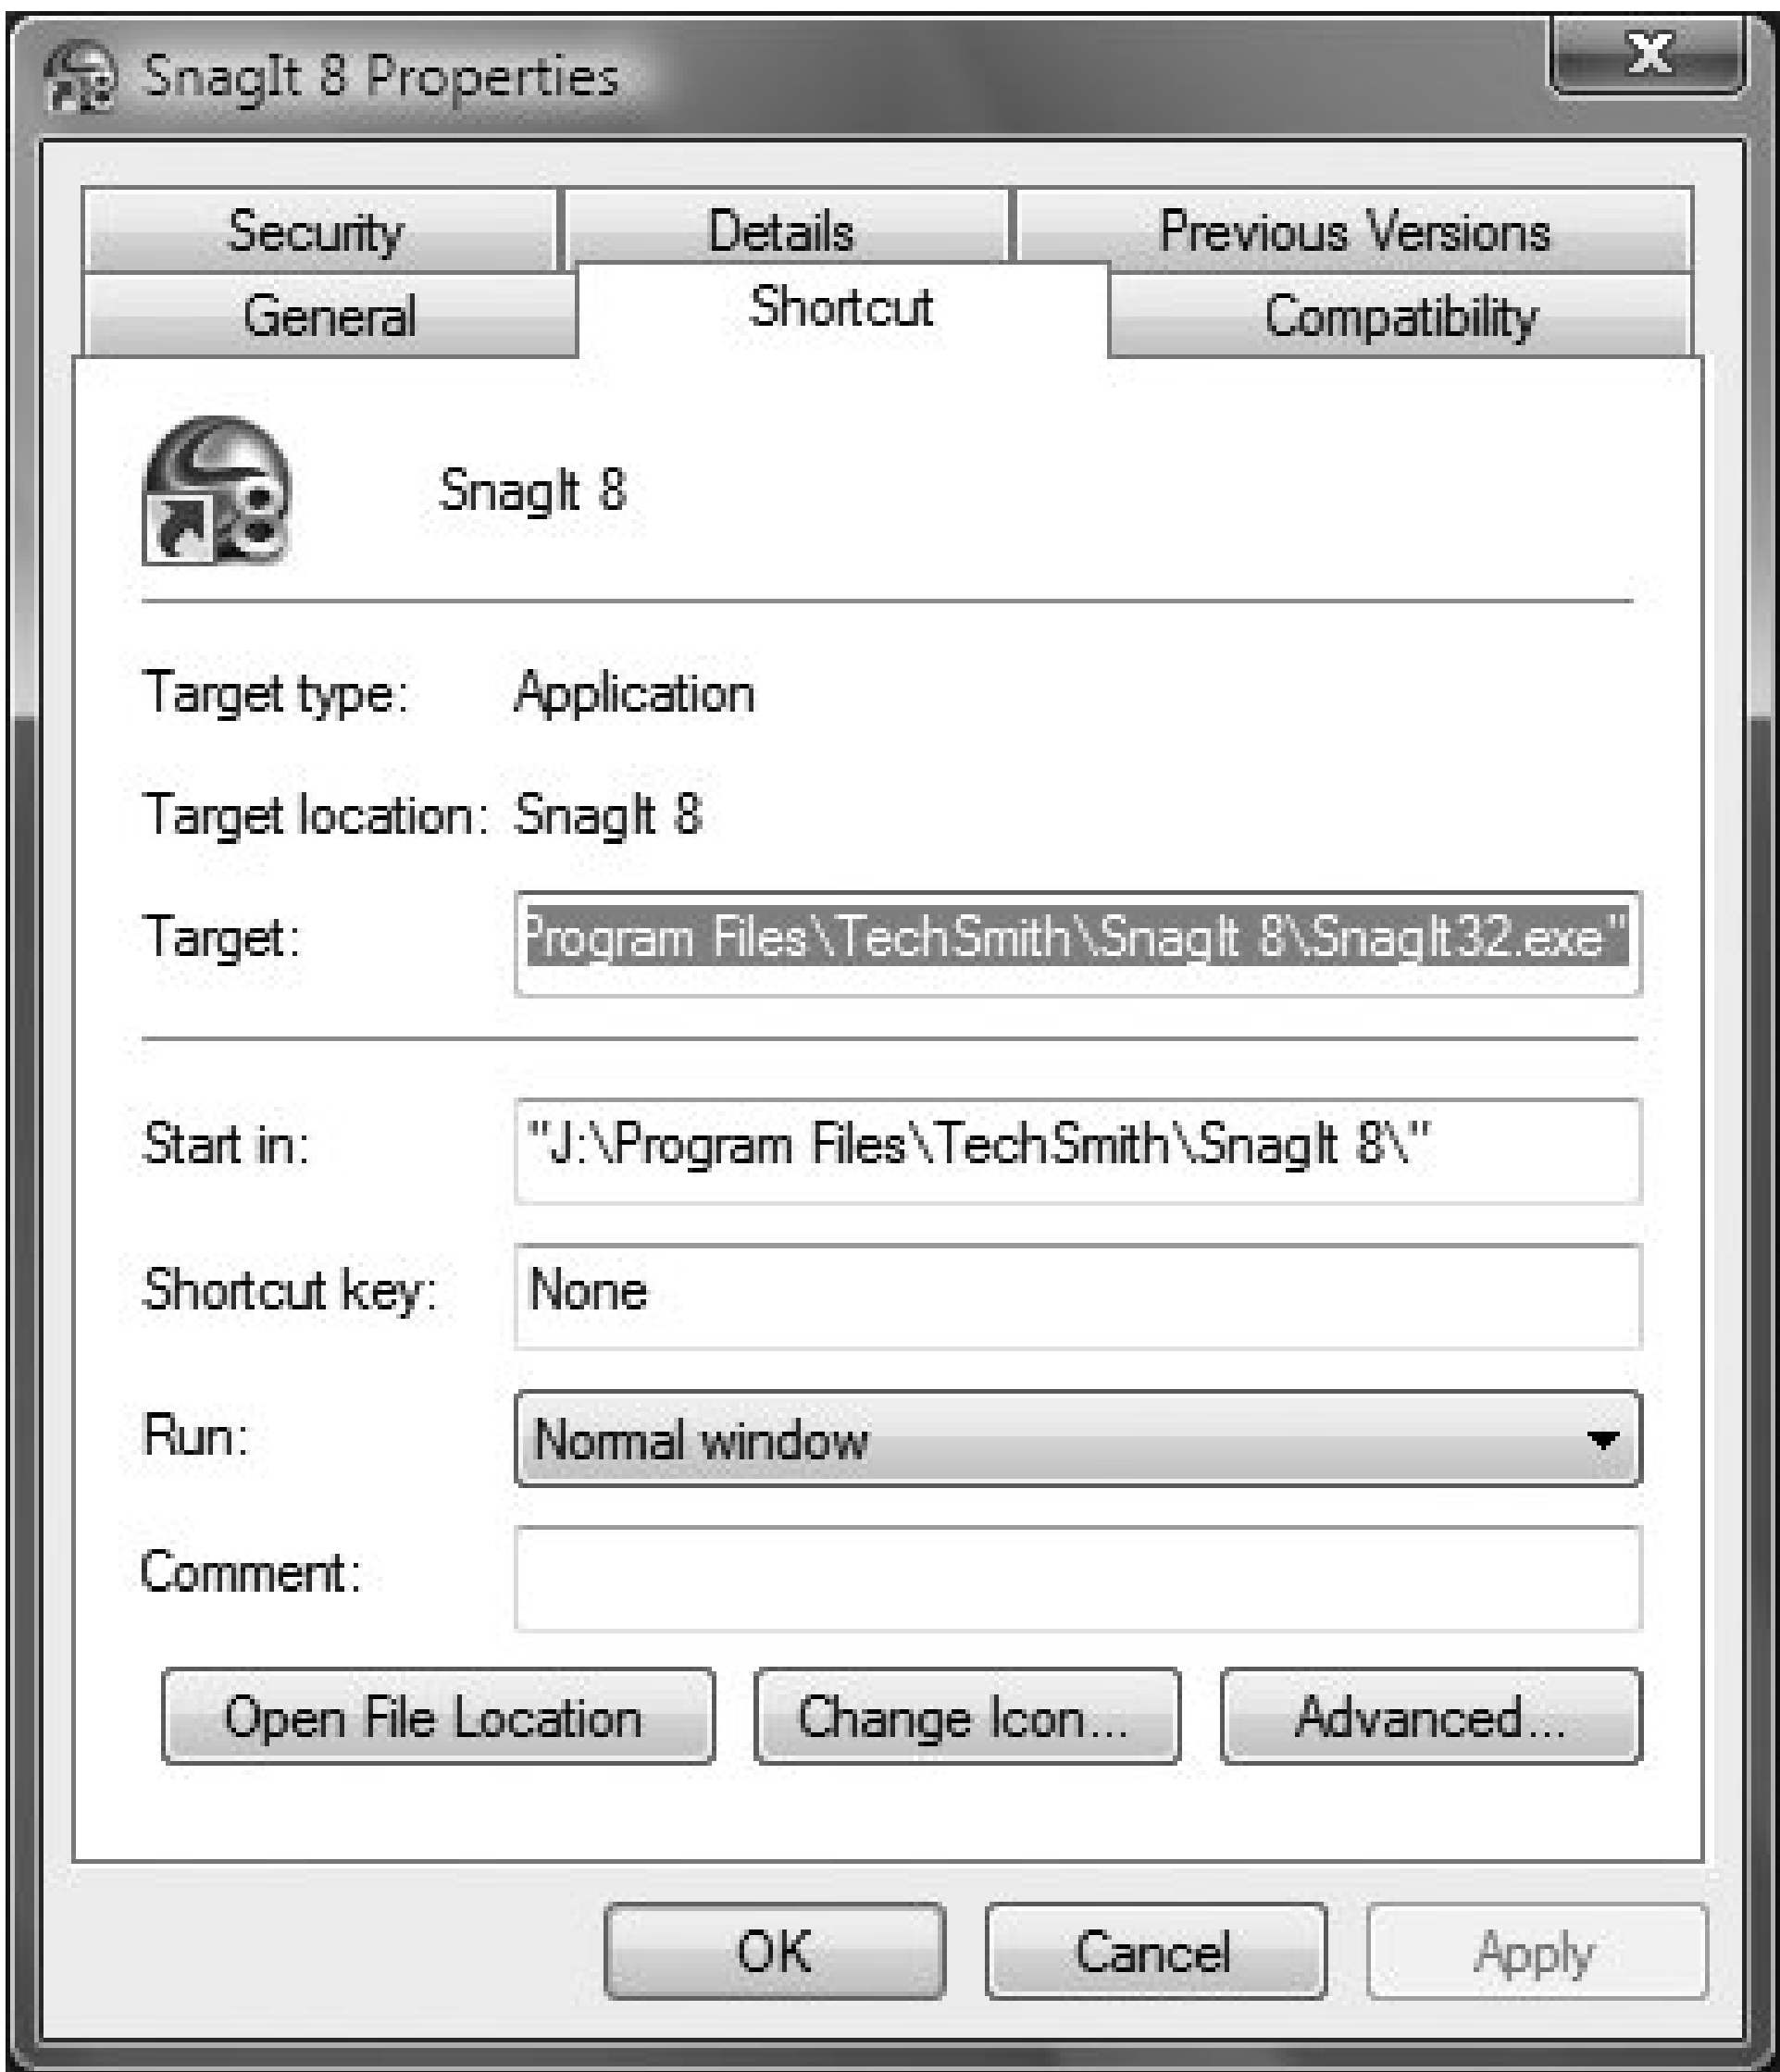 SnagIt 8 Properties
X
Security Details Previous Versions
General Shortcut Compatibility
SnagIt 8
Target type: Application
Target location: SnagIt 8
Target: Program Files\TechSmith\SnagIt 8\SnagIt32.exe"
Start in: "J:\Program Files\TechSmith\SnagIt 8\"
Shortcut key: None
Run: Normal window
Comment:
Open File Location Change Icon... Advanced...
OK Cancel Apply